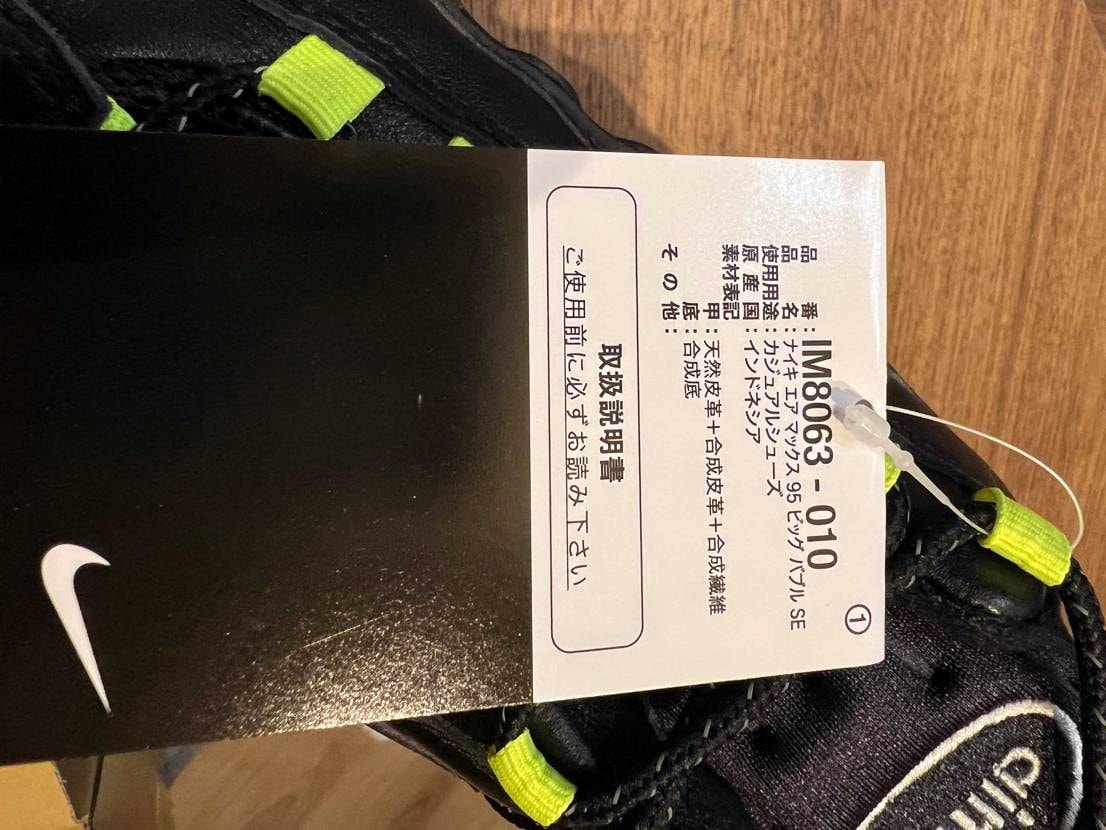 ①
品番：IM8063 - 010
品名：ナイキ エア マックス 95 ビッグ バブル SE
使用用途：カジュアルシューズ
原産国：インドネシア
素材表記
甲：天然皮革＋合成皮革＋合成繊維
底：合成底
その他：
取扱説明書
ご使用前に必ずお読み下さい